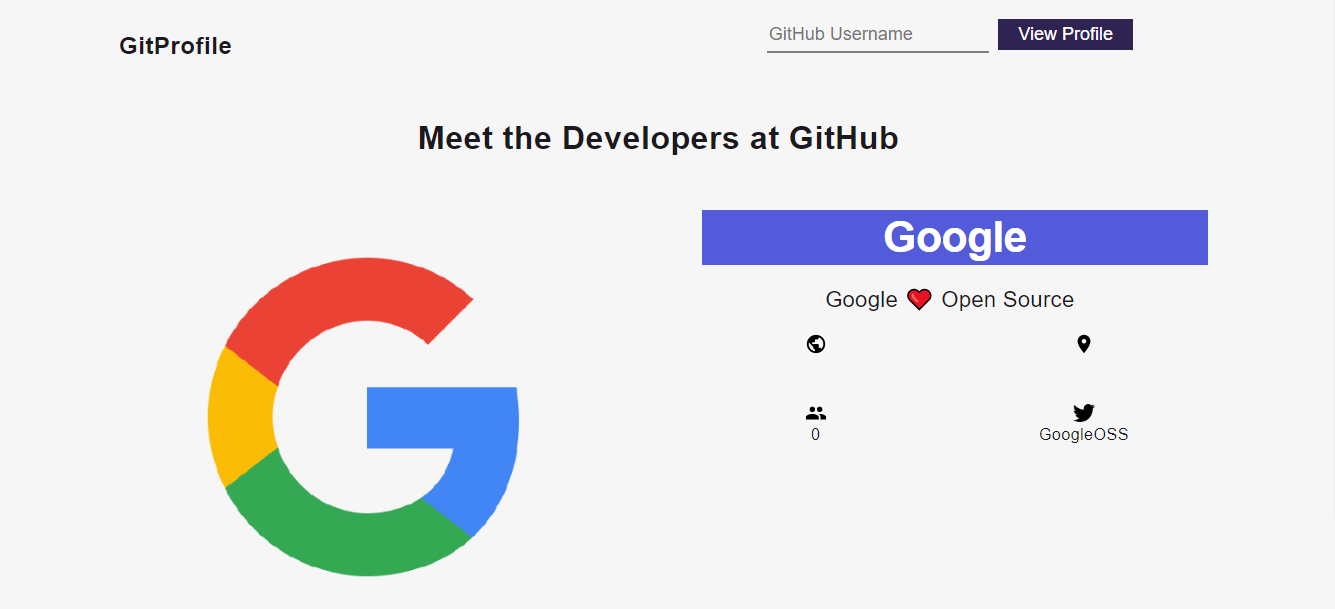 GitProfile
GitHub Username
View Profile
Meet the Developers at GitHub
Google
Google ❤️ Open Source
0
GoogleOSS